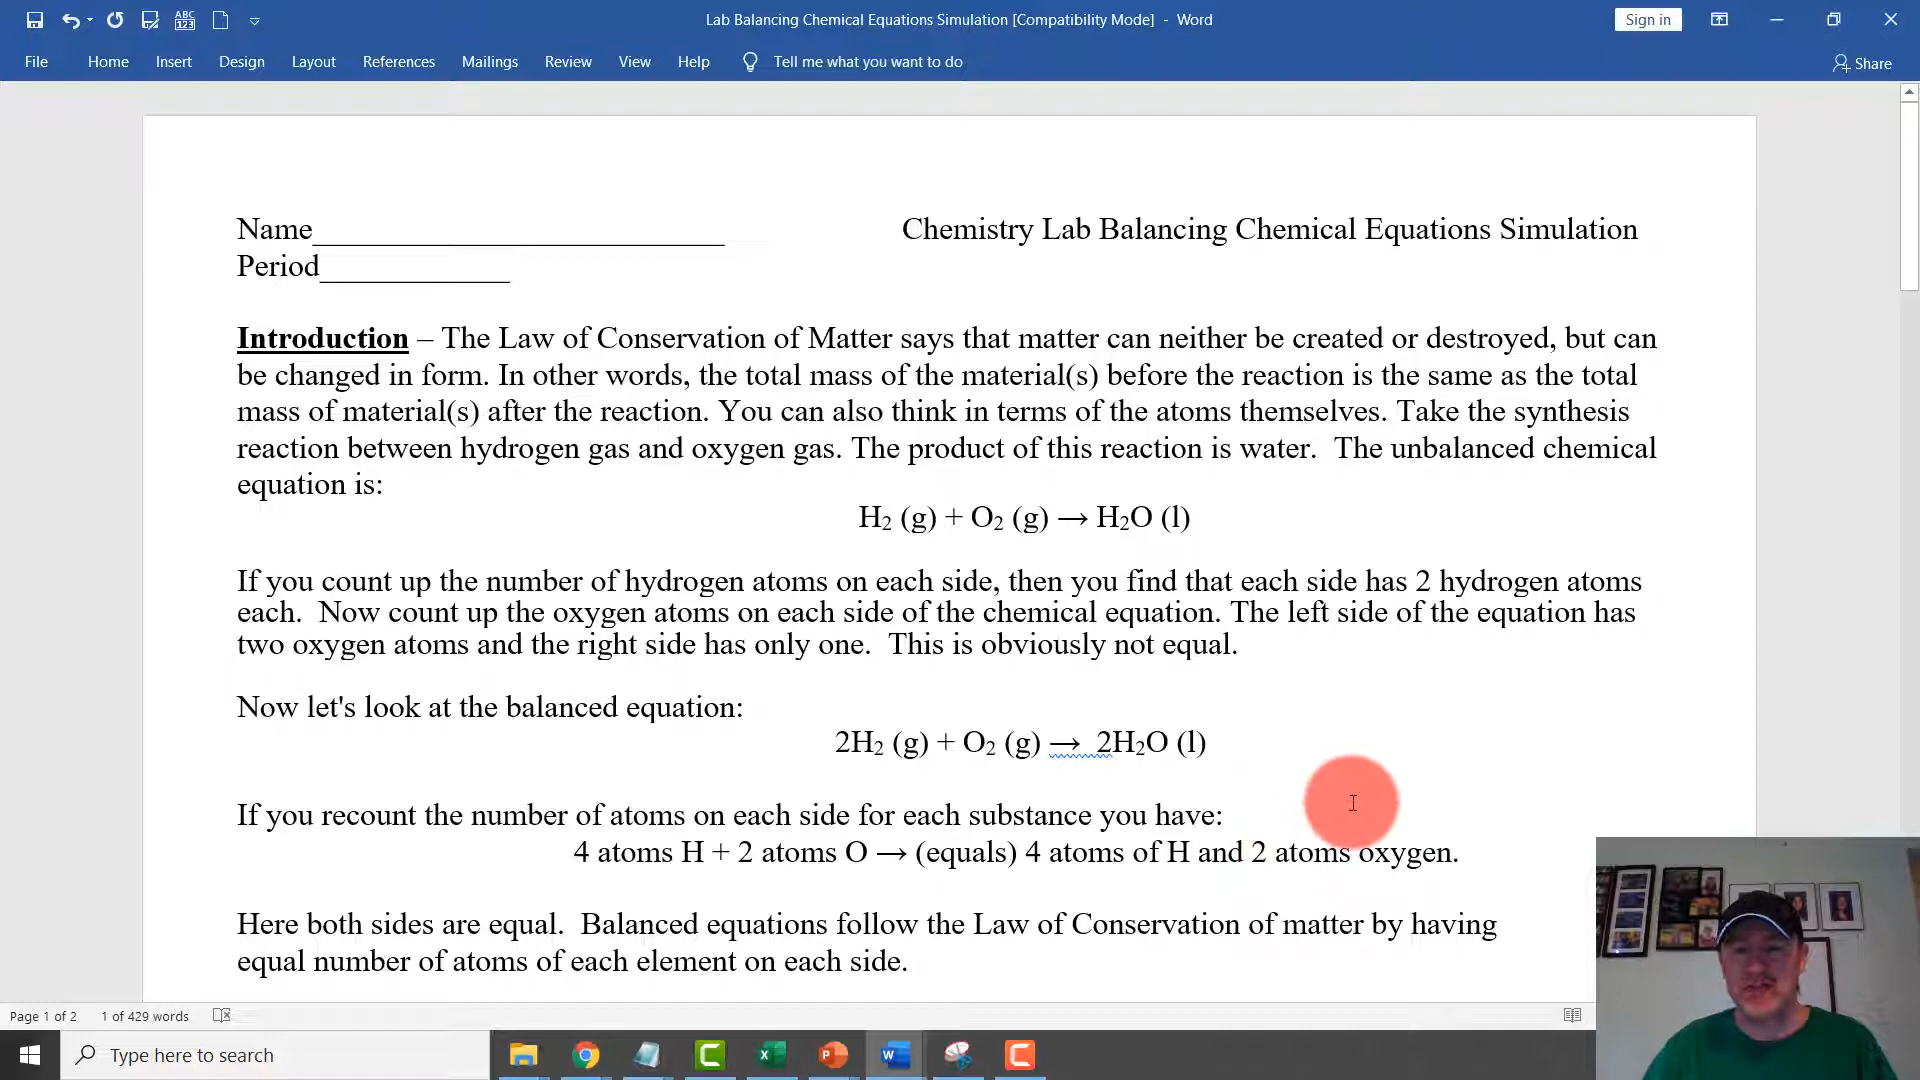 Lab Balancing Chemical Equations Simulation [Compatibility Mode] - Word
Sign in
File Home Insert Design Layout References Mailings Review View Help Tell me what you want to do
Share
Name__________________________ Chemistry Lab Balancing Chemical Equations Simulation
Period____________
Introduction – The Law of Conservation of Matter says that matter can neither be created or destroyed, but can
be changed in form. In other words, the total mass of the material(s) before the reaction is the same as the total
mass of material(s) after the reaction. You can also think in terms of the atoms themselves. Take the synthesis
reaction between hydrogen gas and oxygen gas. The product of this reaction is water. The unbalanced chemical
equation is:
H₂ (g) + O₂ (g) → H₂O (l)
If you count up the number of hydrogen atoms on each side, then you find that each side has 2 hydrogen atoms
each. Now count up the oxygen atoms on each side of the chemical equation. The left side of the equation has
two oxygen atoms and the right side has only one. This is obviously not equal.
Now let's look at the balanced equation:
2H₂ (g) + O₂ (g) → 2H₂O (l)
If you recount the number of atoms on each side for each substance you have:
4 atoms H + 2 atoms O → (equals) 4 atoms of H and 2 atoms oxygen.
Here both sides are equal. Balanced equations follow the Law of Conservation of matter by having
equal number of atoms of each element on each side.
Page 1 of 2 1 of 429 words
Type here to search